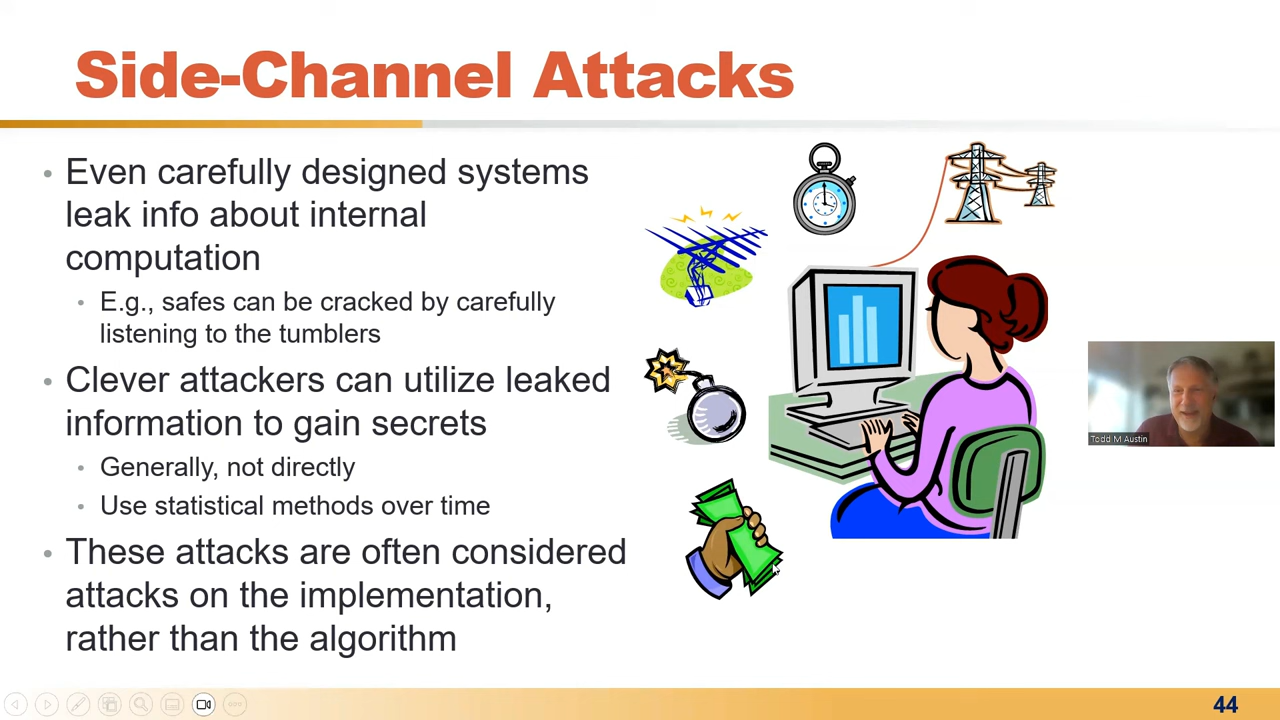 Side-Channel Attacks
• Even carefully designed systems
leak info about internal
computation
• E.g., safes can be cracked by carefully
listening to the tumblers
• Clever attackers can utilize leaked
information to gain secrets
• Generally, not directly
• Use statistical methods over time
• These attacks are often considered
attacks on the implementation,
rather than the algorithm
Todd M Austin
44